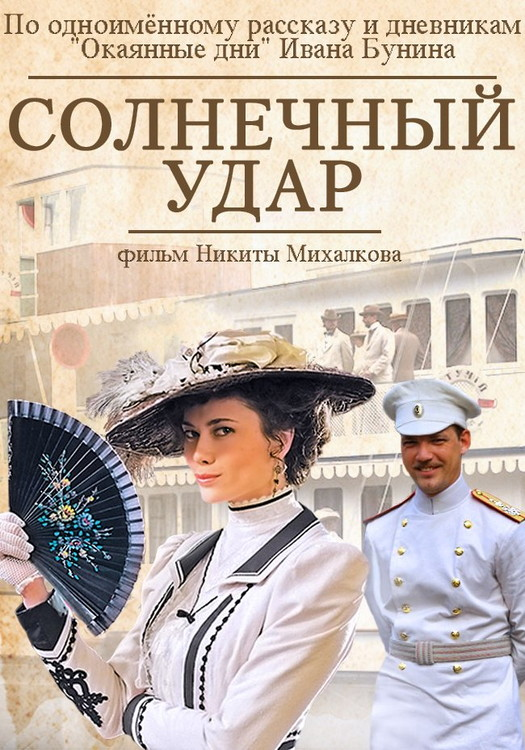 По одноимённому рассказу и дневникам
"Окаянные дни" Ивана Бунина
СОЛНЕЧНЫЙ
УДАР
фильм Никиты Михалкова